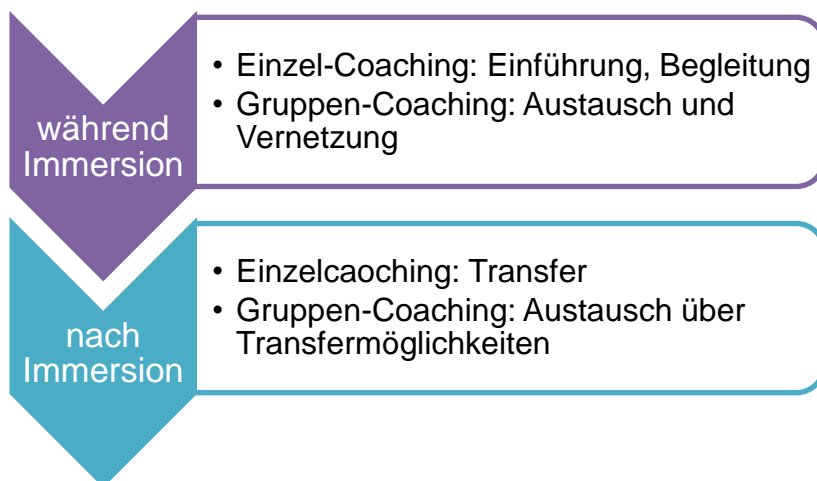 während
Immersion
• Einzel-Coaching: Einführung, Begleitung
• Gruppen-Coaching: Austausch und
Vernetzung
nach
Immersion
• Einzelcaoching: Transfer
• Gruppen-Coaching: Austausch über
Transfermöglichkeiten